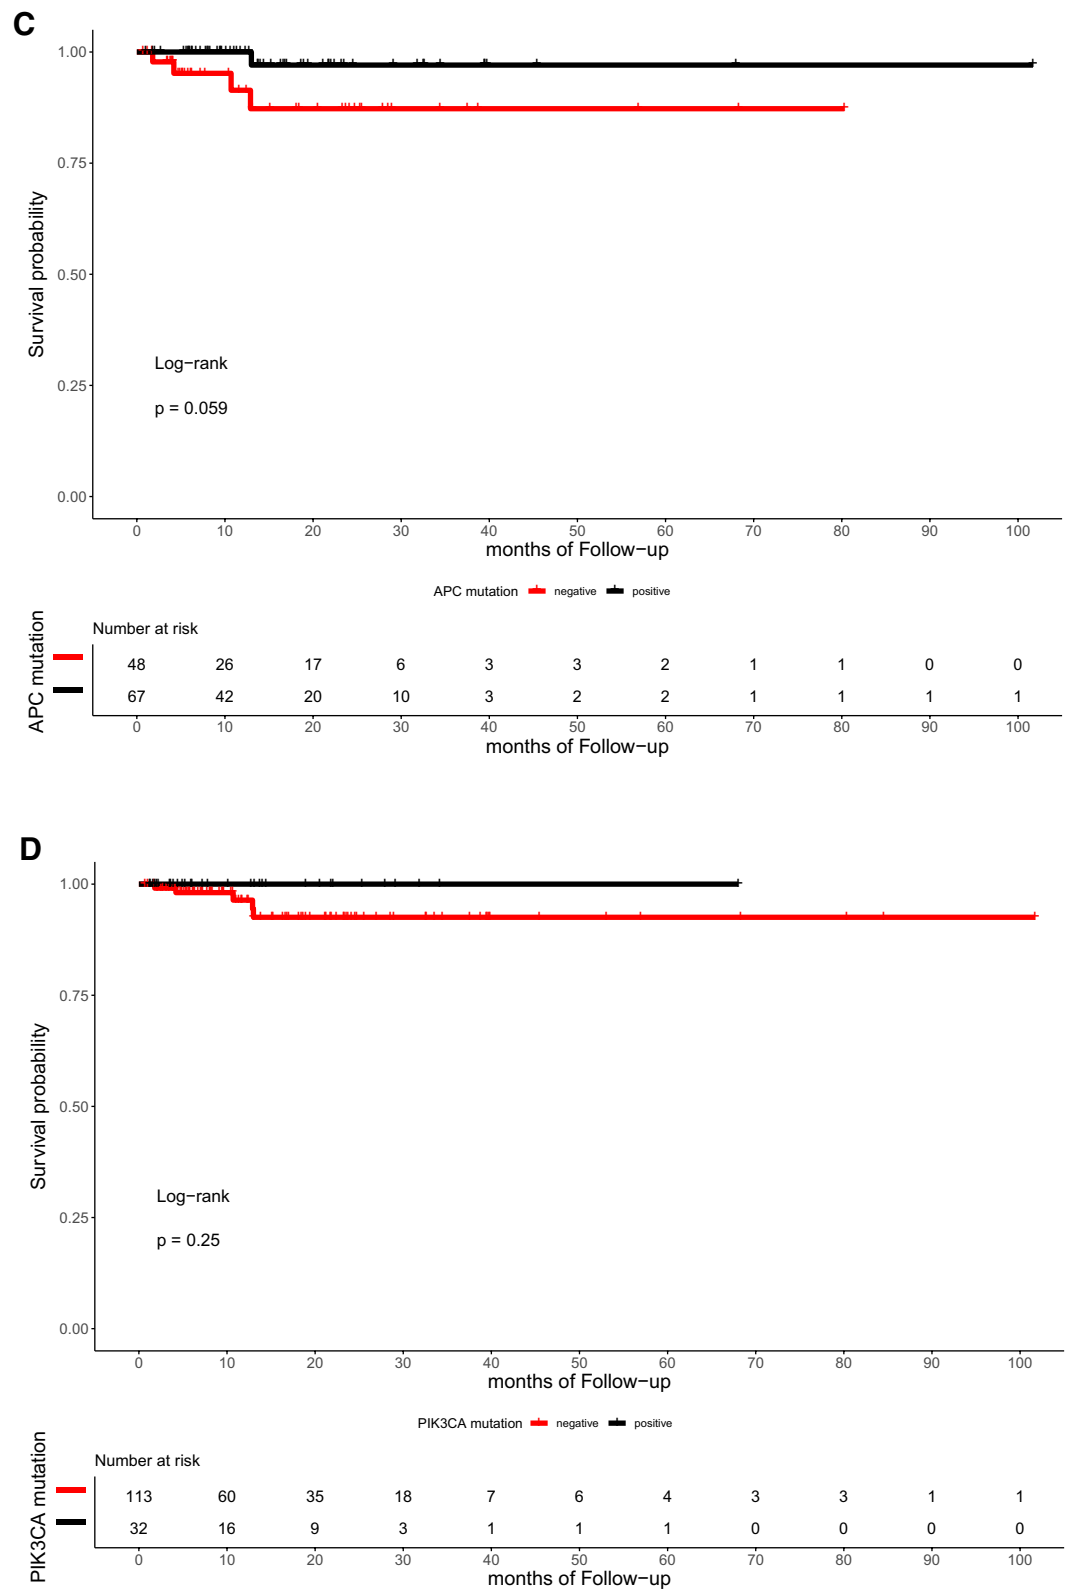 C
1.00
0.75
0.50
0.25
0.00
Survival probability
Log−rank
p = 0.059
0 10 20 30 40 50 60 70 80 90 100
months of Follow−up
APC mutation negative positive
Number at risk
APC mutation
48 26 17 6 3 3 2 1 1 0 0
67 42 20 10 3 2 2 1 1 1 1
0 10 20 30 40 50 60 70 80 90 100
months of Follow−up
D
1.00
0.75
0.50
0.25
0.00
Survival probability
Log−rank
p = 0.25
0 10 20 30 40 50 60 70 80 90 100
months of Follow−up
PIK3CA mutation negative positive
Number at risk
PIK3CA mutation
113 60 35 18 7 6 4 3 3 1 1
32 16 9 3 1 1 1 0 0 0 0
0 10 20 30 40 50 60 70 80 90 100
months of Follow−up